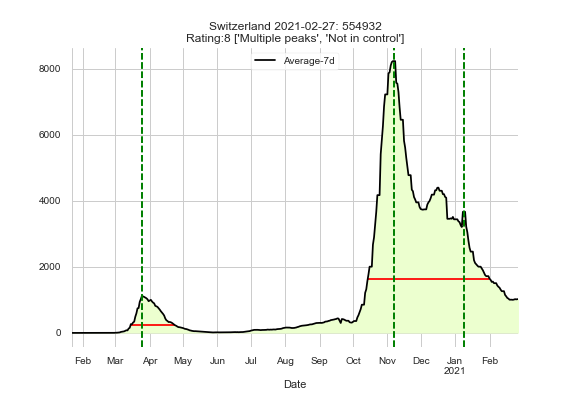 Switzerland 2021-02-27: 554932
Rating:8 ['Multiple peaks', 'Not in control']
Average-7d
8000
6000
4000
2000
0
Feb Mar Apr May Jun Jul Aug Sep Oct Nov Dec Jan Feb
2021
Date